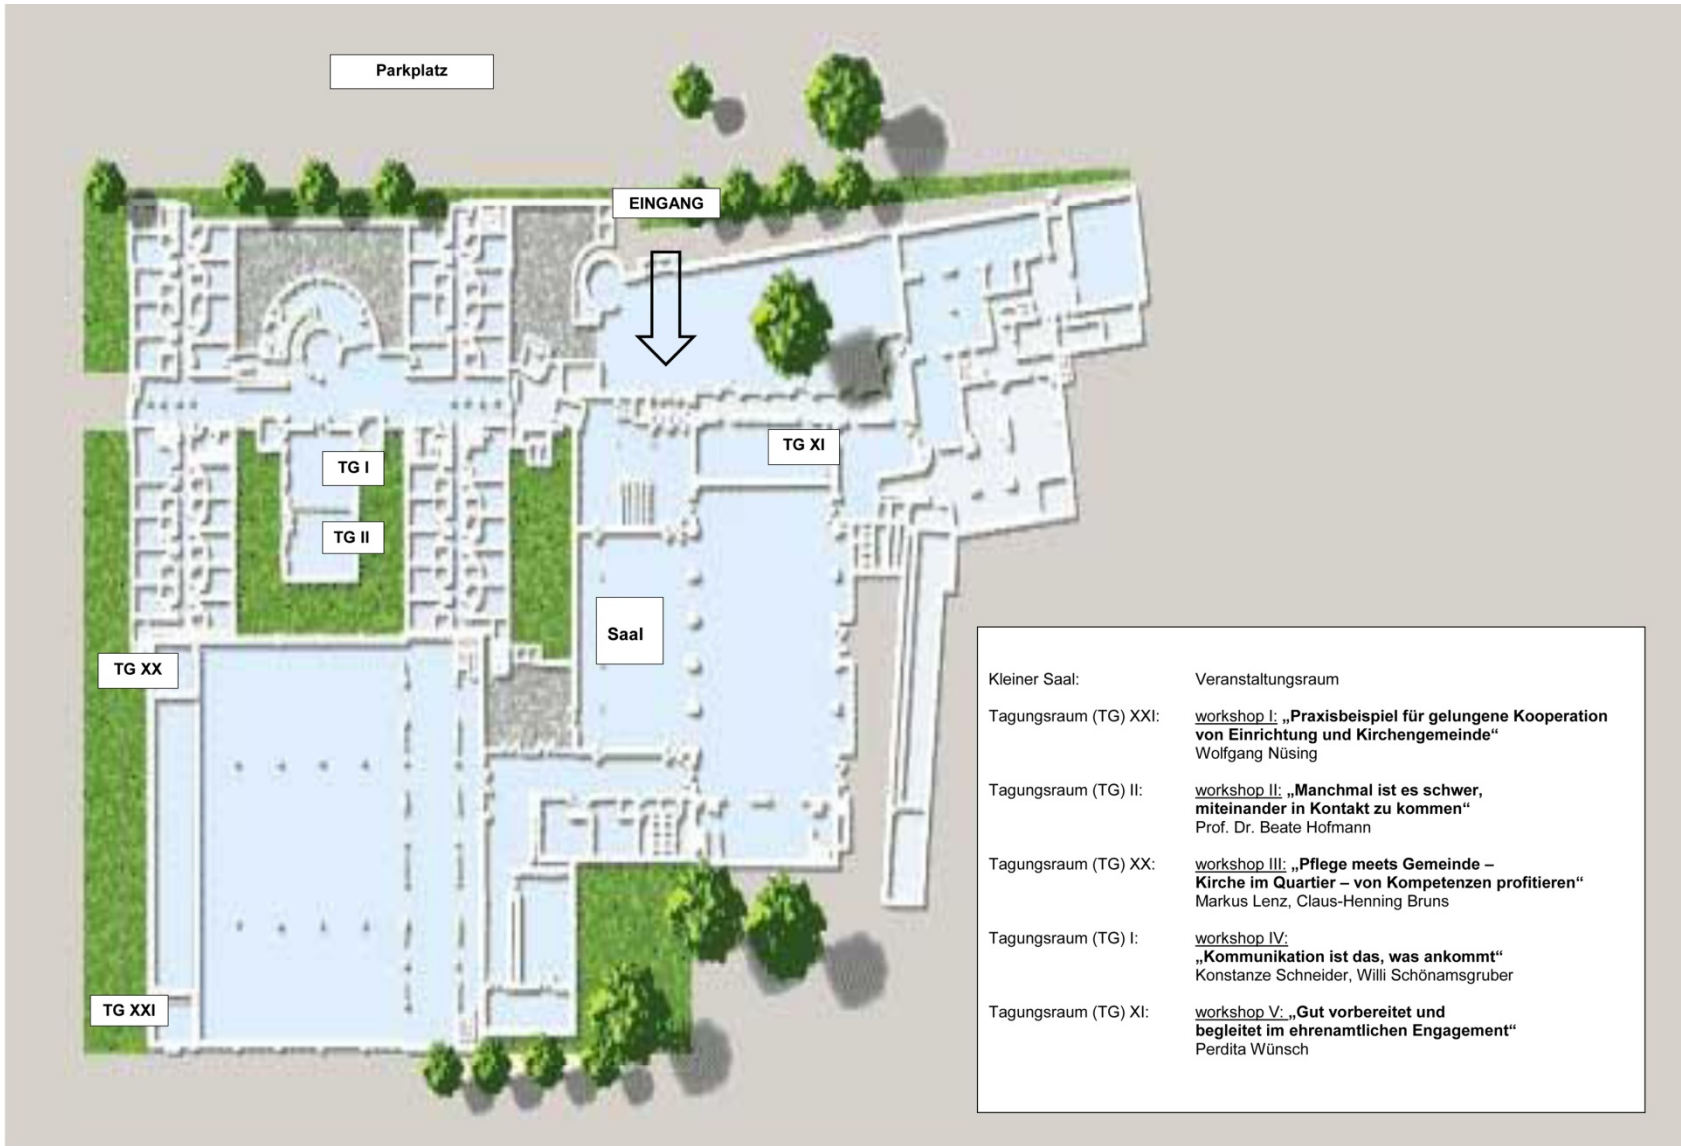 Parkplatz
EINGANG
TG XI
TG I
TG II
Saal
TG XX
TG XXI
Kleiner Saal: Veranstaltungsraum
Tagungsraum (TG) XXI: workshop I: „Praxisbeispiel für gelungene Kooperation
von Einrichtung und Kirchengemeinde“
Wolfgang Nüsing
Tagungsraum (TG) II: workshop II: „Manchmal ist es schwer,
miteinander in Kontakt zu kommen“
Prof. Dr. Beate Hofmann
Tagungsraum (TG) XX: workshop III: „Pflege meets Gemeinde –
Kirche im Quartier – von Kompetenzen profitieren“
Markus Lenz, Claus-Henning Bruns
Tagungsraum (TG) I: workshop IV:
„Kommunikation ist das, was ankommt“
Konstanze Schneider, Willi Schönamsgruber
Tagungsraum (TG) XI: workshop V: „Gut vorbereitet und
begleitet im ehrenamtlichen Engagement“
Perdita Wünsch